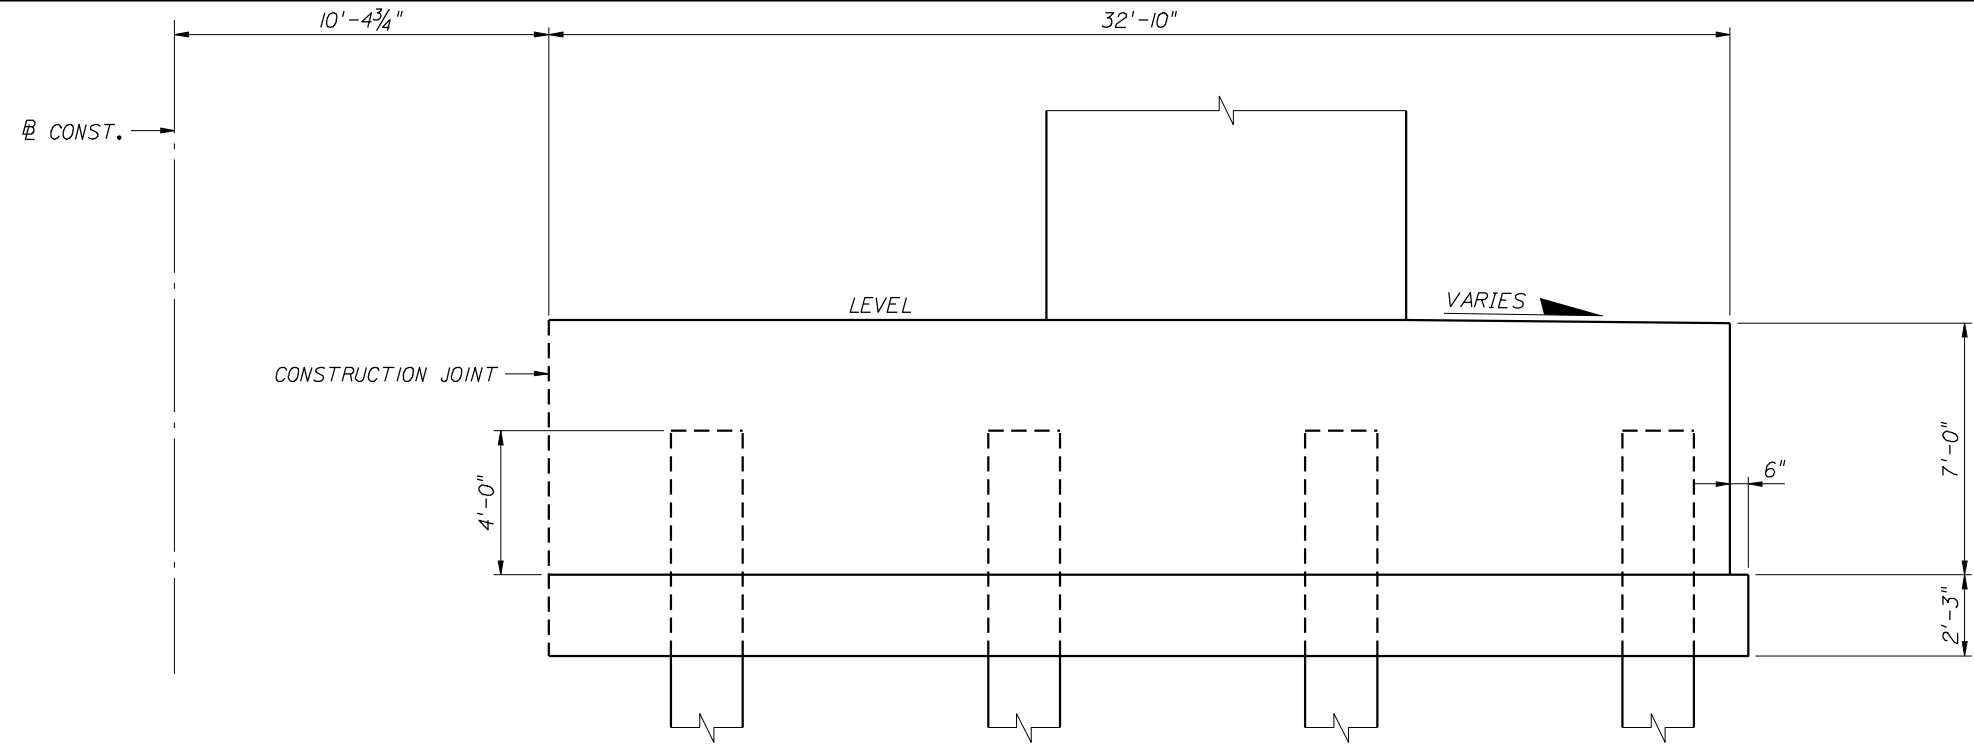 10'-4¾"
32'-10"
℄ CONST.
LEVEL
VARIES
CONSTRUCTION JOINT
4'-0"
6"
7'-0"
2'-3"